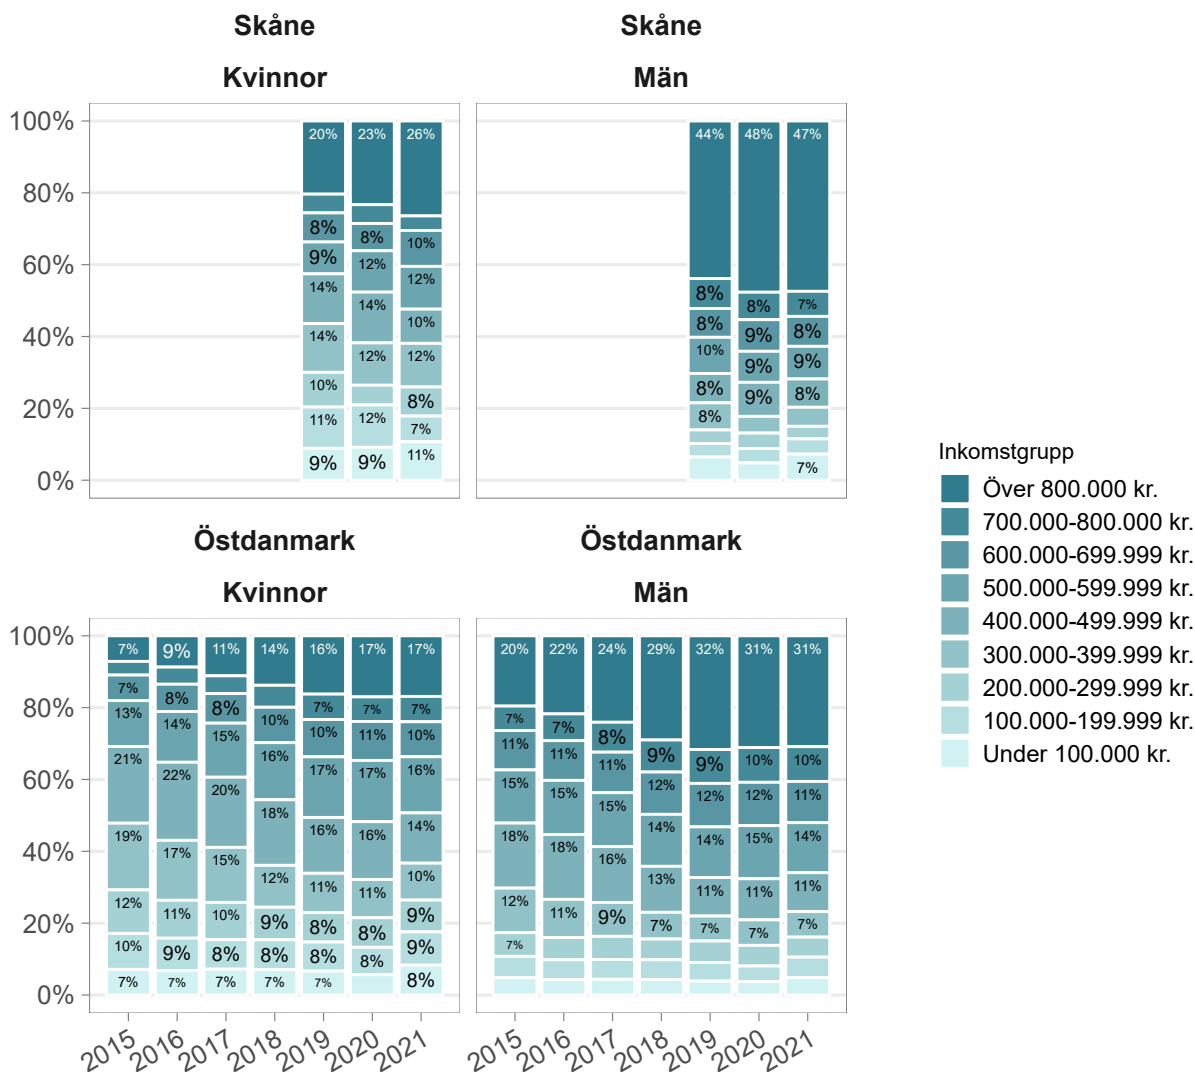 Skåne
Kvinnor
Skåne
Män
100%
80%
60%
40%
20%
0%
20% 23% 26%
8% 8% 10%
9% 12% 12%
14% 14% 10%
14% 12% 12%
10% 8%
11% 12% 7%
9% 9% 11%
44% 48% 47%
8% 8% 7%
8% 9% 8%
10% 9% 9%
8% 9% 8%
8%
7%
Östdanmark
Kvinnor
Östdanmark
Män
100%
80%
60%
40%
20%
0%
7% 9% 11% 14% 16% 17% 17%
7% 7% 7%
7% 8% 8% 10% 10% 11% 10%
13% 14% 15% 16% 17% 17% 16%
21% 22% 20% 18% 16% 16% 14%
19% 17% 15% 12% 11% 11% 10%
12% 11% 10% 9% 8% 8% 9%
10% 9% 8% 8% 8% 8% 9%
7% 7% 7% 7% 7% 8%
20% 22% 24% 29% 32% 31% 31%
7% 7% 8% 9% 9% 10% 10%
11% 11% 11% 12% 12% 12% 11%
15% 15% 15% 14% 14% 15% 14%
18% 18% 16% 13% 11% 11% 11%
12% 11% 9% 7% 7% 7% 7%
7%
2015 2016 2017 2018 2019 2020 2021
2015 2016 2017 2018 2019 2020 2021
Inkomstgrupp
Över 800.000 kr.
700.000-800.000 kr.
600.000-699.999 kr.
500.000-599.999 kr.
400.000-499.999 kr.
300.000-399.999 kr.
200.000-299.999 kr.
100.000-199.999 kr.
Under 100.000 kr.